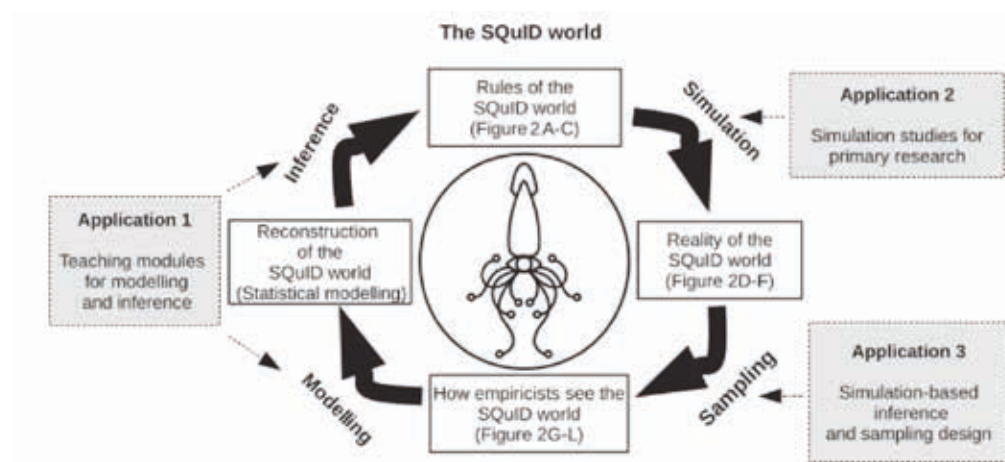 The SQuID world
Rules of the
SQuID world
(Figure 2A-C)
Simulation
Application 2
Simulation studies for
primary research
Reality of the
SQuID world
(Figure 2D-F)
Sampling
Application 3
Simulation-based
inference
and sampling design
How empiricists see the
SQuID world
(Figure 2G-L)
Modelling
Reconstruction
of the
SQuID world
(Statistical modelling)
Inference
Application 1
Teaching modules
for modelling
and inference